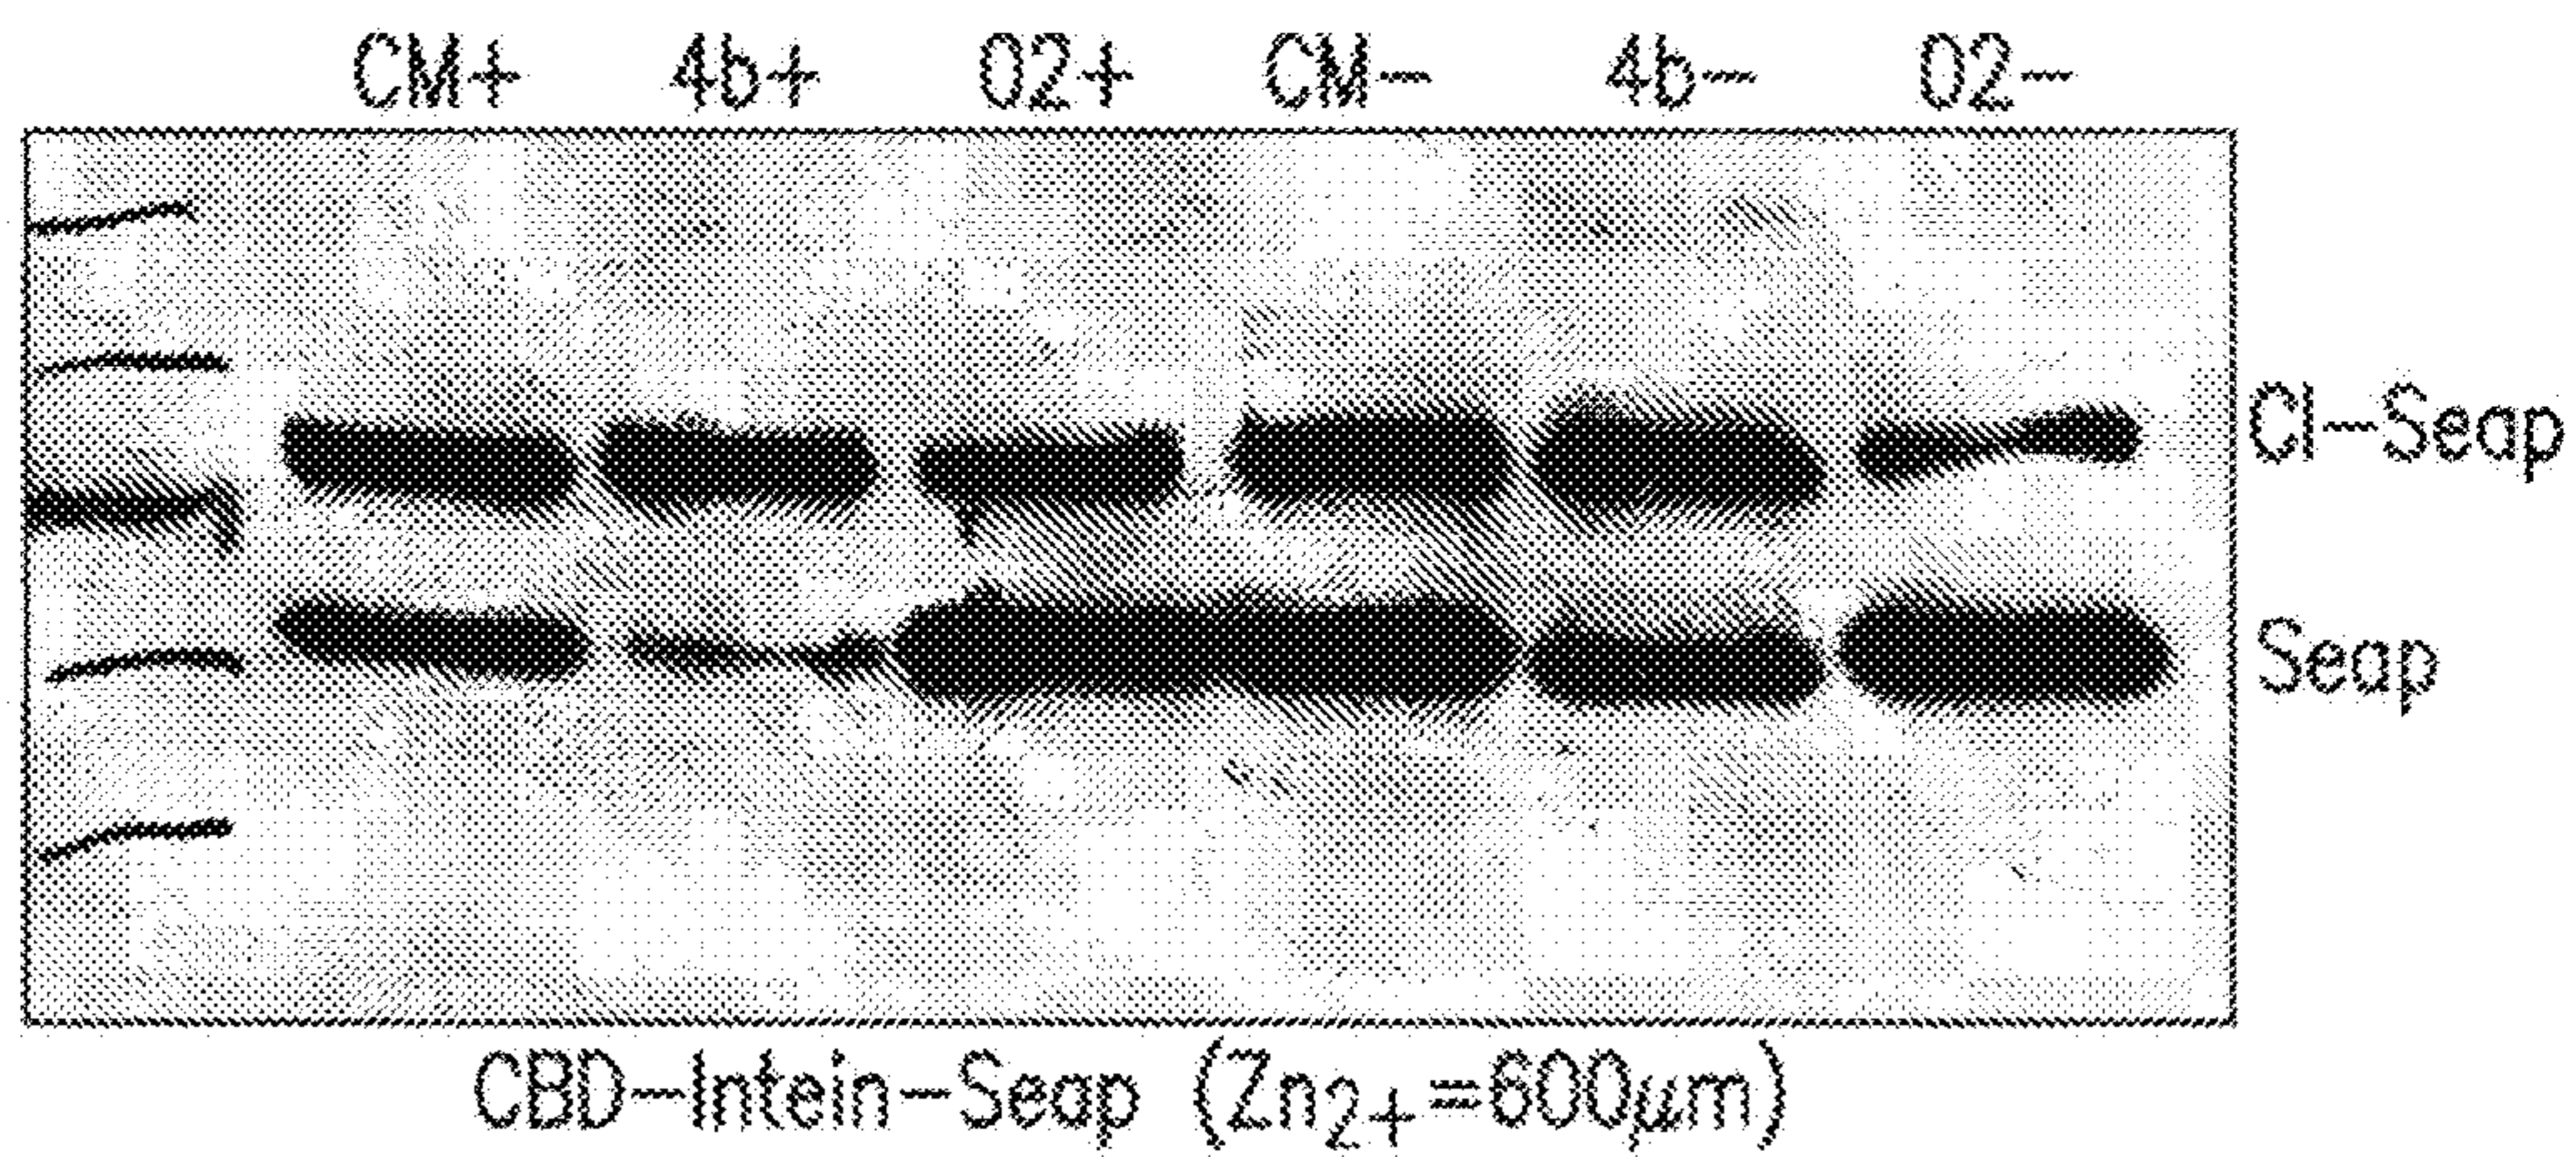 CM+ 4b+ 02+ CM- 4b- 02-
CI-Seap
Seap
CBD-Intein-Seap (Zn2+=600μm)